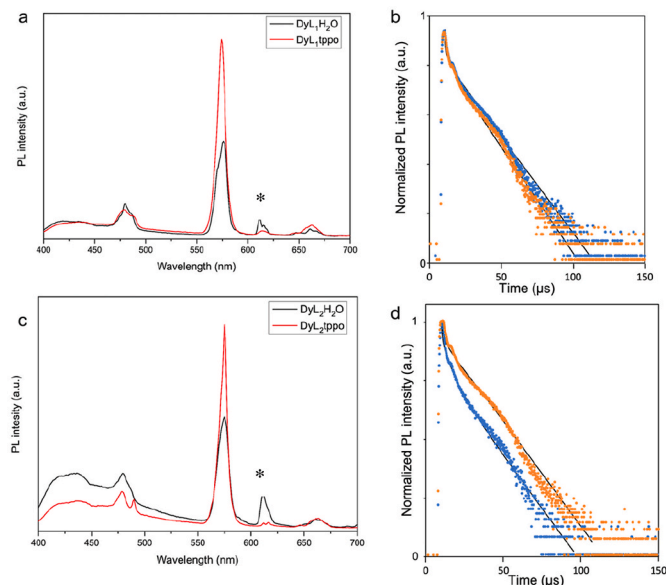 a
DyL₁H₂O
DyL₁tppo
PL intensity (a.u.)
*
400 450 500 550 600 650 700
Wavelength (nm)
b
1
Normalized PL intensity (a.u.)
0
0 50 100 150
Time (μs)
c
DyL₂H₂O
DyL₂tppo
PL intesity (a.u.)
*
400 450 500 550 600 650 700
Wavelength (nm)
d
1
Normalized PL intensity (a.u.)
0
0 50 100 150
Time (μs)